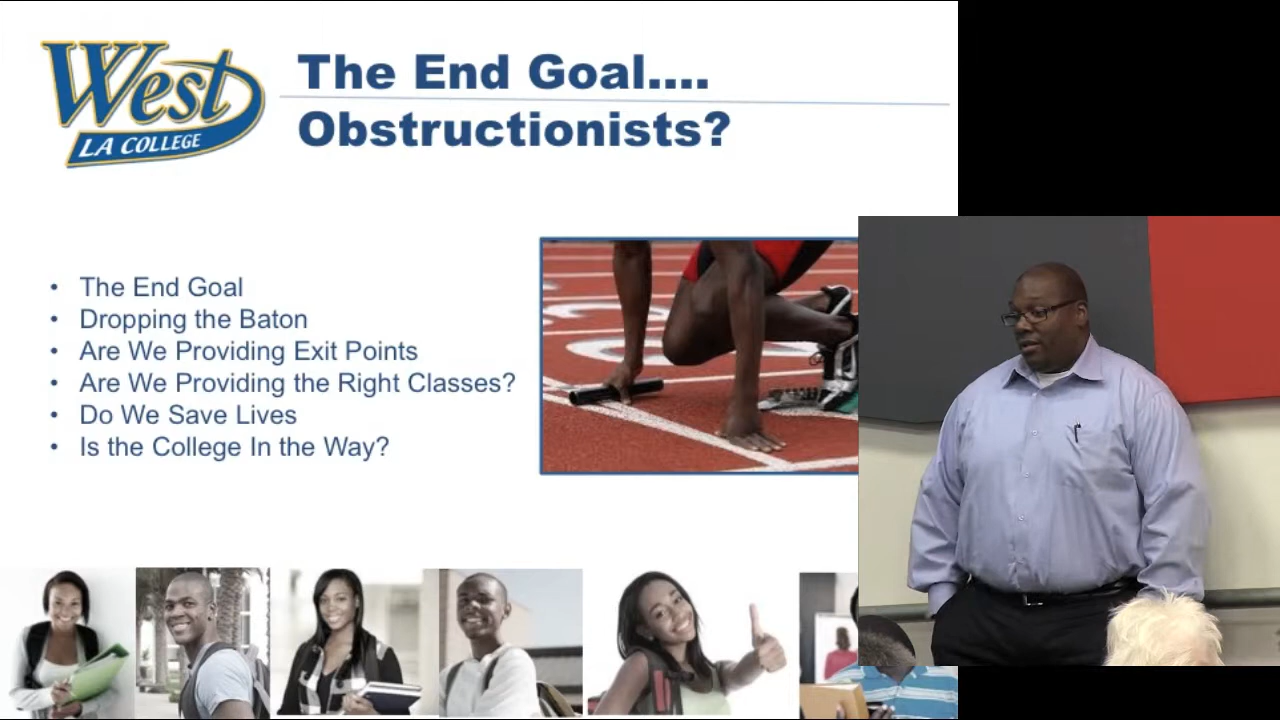 West
LA COLLEGE
The End Goal....
Obstructionists?
• The End Goal
• Dropping the Baton
• Are We Providing Exit Points
• Are We Providing the Right Classes?
• Do We Save Lives
• Is the College In the Way?